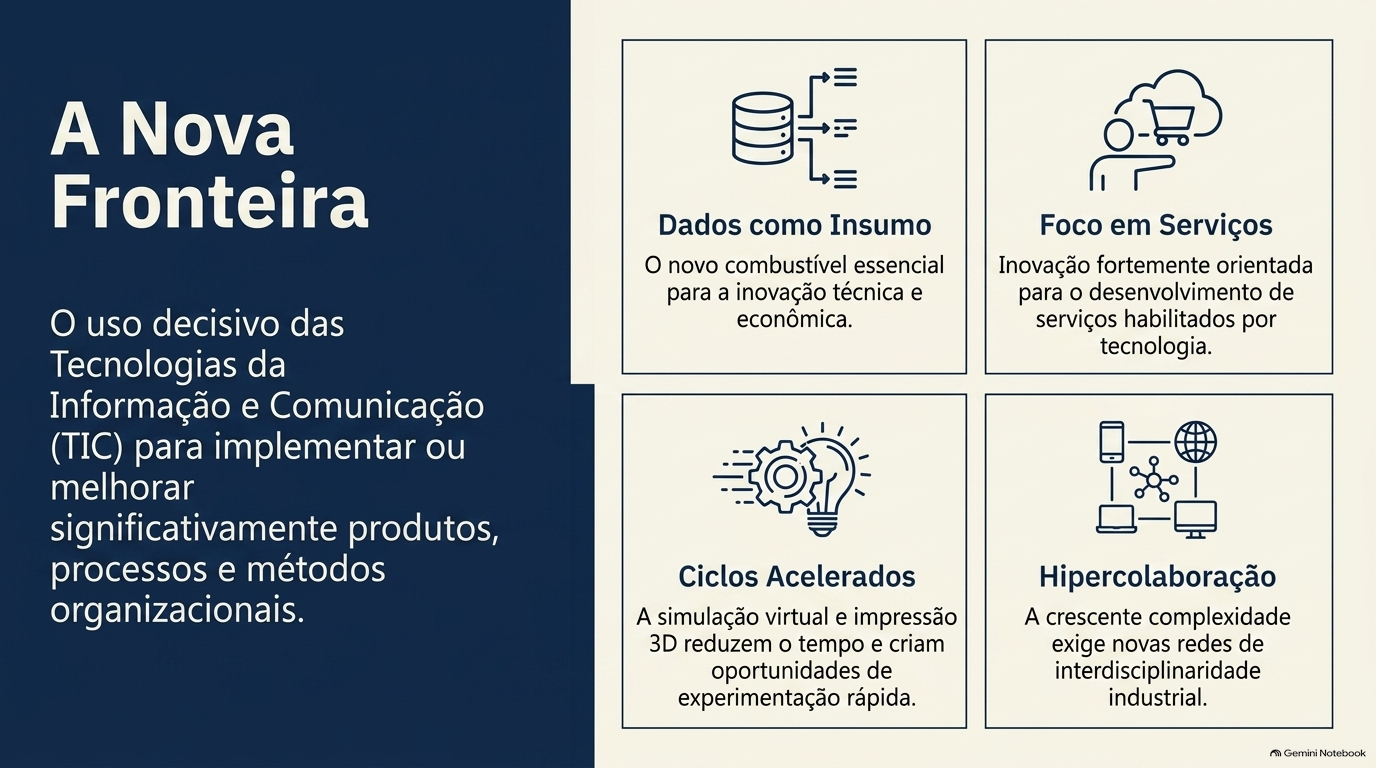 A Nova
Fronteira
O uso decisivo das
Tecnologias da
Informação e Comunicação
(TIC) para implementar ou
melhorar
significativamente produtos,
processos e métodos
organizacionais.
Dados como Insumo
O novo combustível essencial
para a inovação técnica e
econômica.
Foco em Serviços
Inovação fortemente orientada
para o desenvolvimento de
serviços habilitados por
tecnologia.
Ciclos Acelerados
A simulação virtual e impressão
3D reduzem o tempo e criam
oportunidades de
experimentação rápida.
Hipercolaboração
A crescente complexidade
exige novas redes de
interdisciplinaridade
industrial.
Gemini Notebook